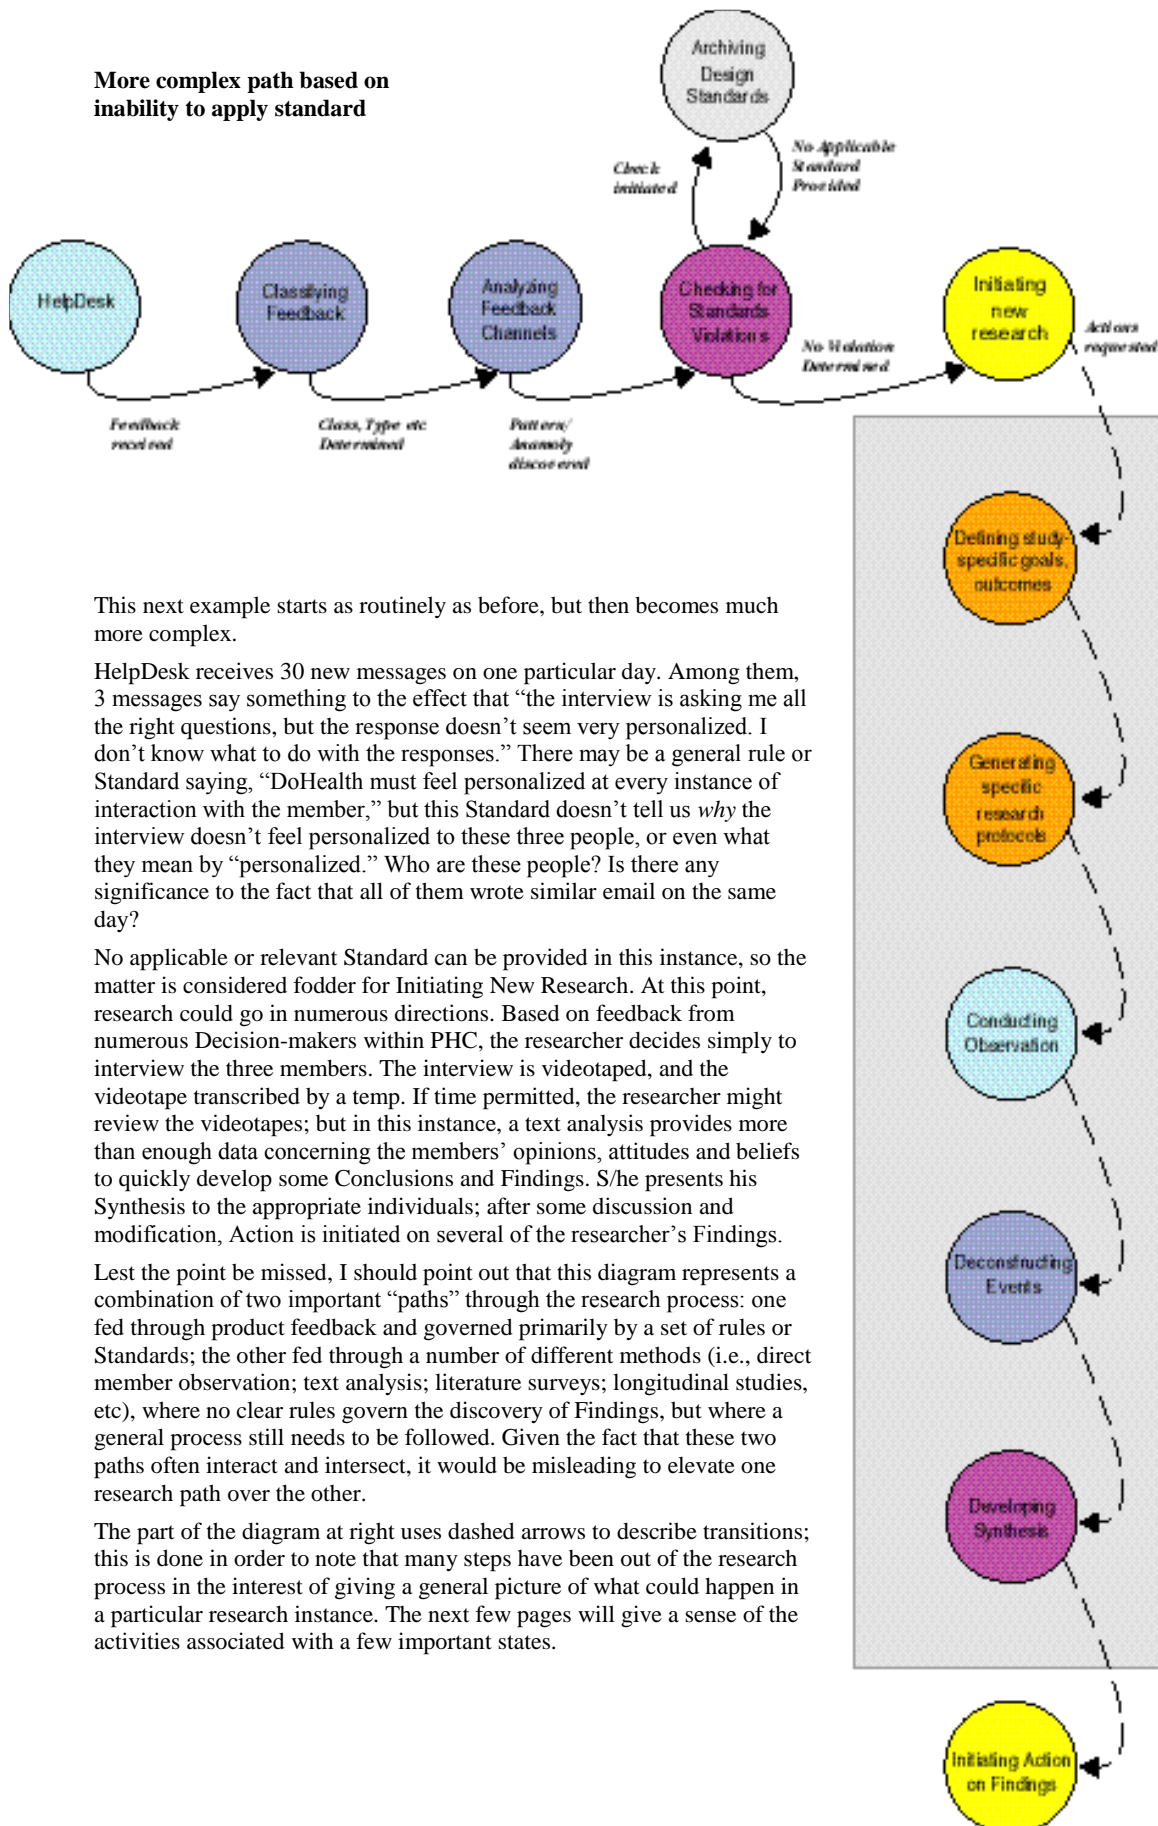 More complex path based on
inability to apply standard
Archiving
Design
Standards
Check
initiated
No Applicable
Standard
Provided
HelpDesk
Classifying
Feedback
Analyzing
Feedback
Channels
Checking for
Standards
Violations
Initiating
new
research
Feedback
received
Class, Type etc
Determined
Pattern/
Anamoly
discovered
No Violation
Determined
Actions
requested
Defining study-
specific goals,
outcomes
Generating
specific
research
protocols
Conducting
Observation
Deconstructing
Events
Developing
Synthesis
Initiating Action
on Findings
This next example starts as routinely as before, but then becomes much
more complex.
HelpDesk receives 30 new messages on one particular day. Among them,
3 messages say something to the effect that “the interview is asking me all
the right questions, but the response doesn’t seem very personalized. I
don’t know what to do with the responses.” There may be a general rule or
Standard saying, “DoHealth must feel personalized at every instance of
interaction with the member,” but this Standard doesn’t tell us why the
interview doesn’t feel personalized to these three people, or even what
they mean by “personalized.” Who are these people? Is there any
significance to the fact that all of them wrote similar email on the same
day?
No applicable or relevant Standard can be provided in this instance, so the
matter is considered fodder for Initiating New Research. At this point,
research could go in numerous directions. Based on feedback from
numerous Decision-makers within PHC, the researcher decides simply to
interview the three members. The interview is videotaped, and the
videotape transcribed by a temp. If time permitted, the researcher might
review the videotapes; but in this instance, a text analysis provides more
than enough data concerning the members’ opinions, attitudes and beliefs
to quickly develop some Conclusions and Findings. S/he presents his
Synthesis to the appropriate individuals; after some discussion and
modification, Action is initiated on several of the researcher’s Findings.
Lest the point be missed, I should point out that this diagram represents a
combination of two important “paths” through the research process: one
fed through product feedback and governed primarily by a set of rules or
Standards; the other fed through a number of different methods (i.e., direct
member observation; text analysis; literature surveys; longitudinal studies,
etc), where no clear rules govern the discovery of Findings, but where a
general process still needs to be followed. Given the fact that these two
paths often interact and intersect, it would be misleading to elevate one
research path over the other.
The part of the diagram at right uses dashed arrows to describe transitions;
this is done in order to note that many steps have been out of the research
process in the interest of giving a general picture of what could happen in
a particular research instance. The next few pages will give a sense of the
activities associated with a few important states.